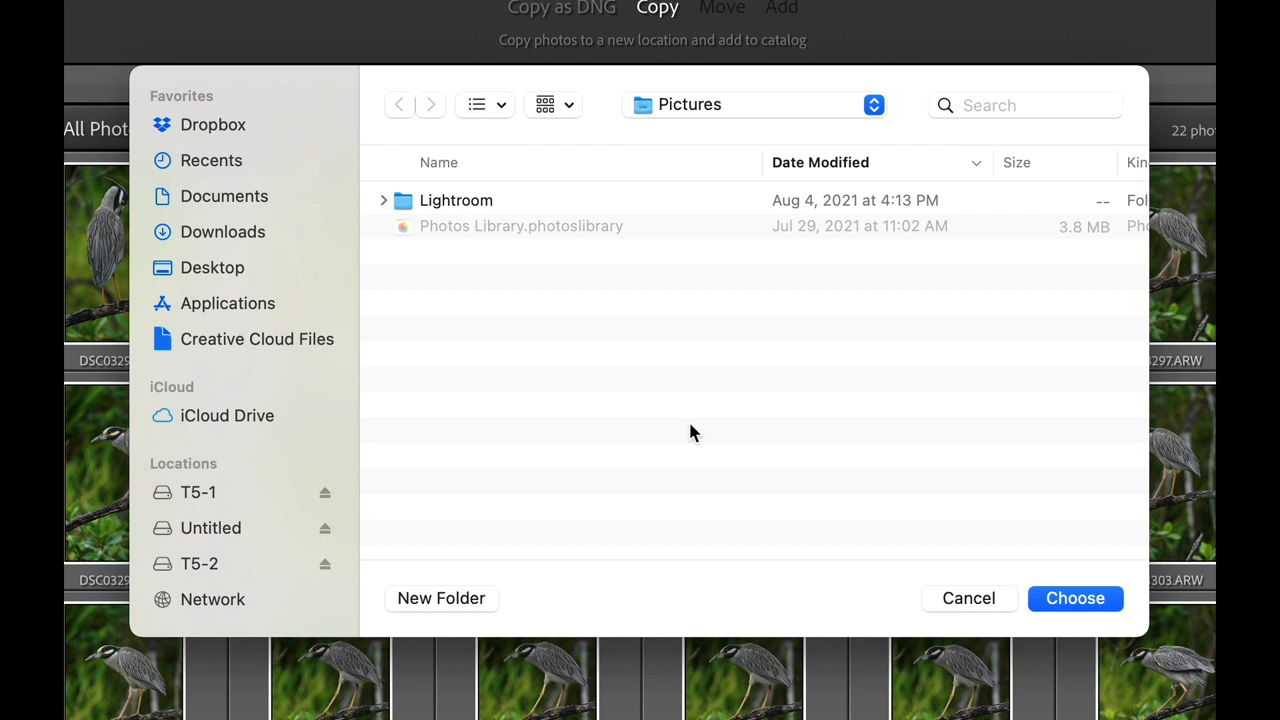 Copy as DNG Copy Move Add
Copy photos to a new location and add to catalog
All Phot
22 pho
Favorites
Dropbox
Recents
Documents
Downloads
Desktop
Applications
Creative Cloud Files
iCloud
iCloud Drive
Locations
T5-1
Untitled
T5-2
Network
Pictures
Search
Name Date Modified Size Kin
Lightroom Aug 4, 2021 at 4:13 PM -- Fol
Photos Library.photoslibrary Jul 29, 2021 at 11:02 AM 3.8 MB Pho
New Folder Cancel Choose
DSC0329
297.ARW
DSC0329
303.ARW